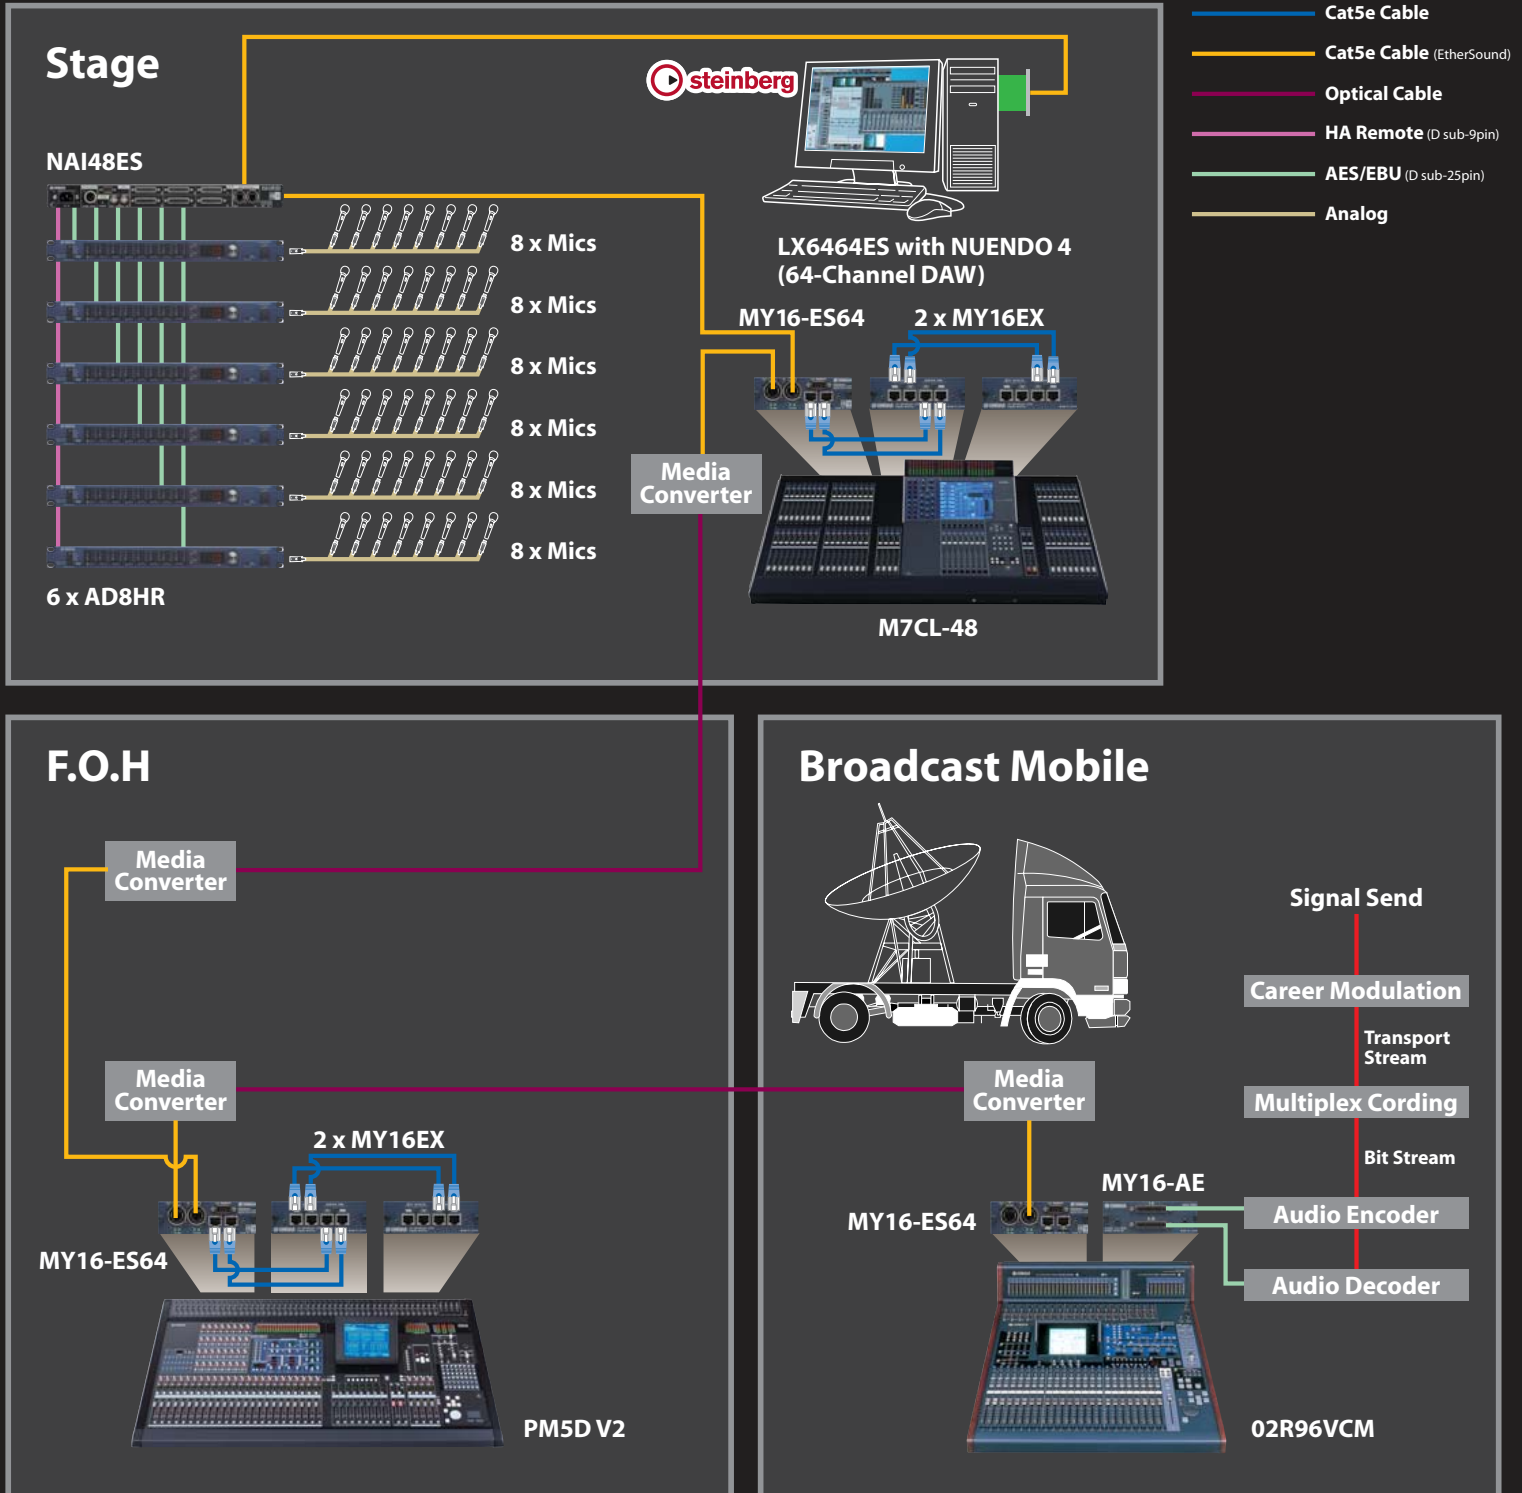 Stage
steinberg
NAI48ES
8 x Mics
8 x Mics
8 x Mics
8 x Mics
8 x Mics
8 x Mics
6 x AD8HR
LX6464ES with NUENDO 4
(64-Channel DAW)
MY16-ES64
2 x MY16EX
Media
Converter
M7CL-48
Cat5e Cable
Cat5e Cable (EtherSound)
Optical Cable
HA Remote (D sub-9pin)
AES/EBU (D sub-25pin)
Analog
F.O.H
Media
Converter
Media
Converter
2 x MY16EX
MY16-ES64
PM5D V2
Broadcast Mobile
Signal Send
Career Modulation
Transport
Stream
Multiplex Cording
Bit Stream
Audio Encoder
Audio Decoder
Media
Converter
MY16-AE
MY16-ES64
02R96VCM